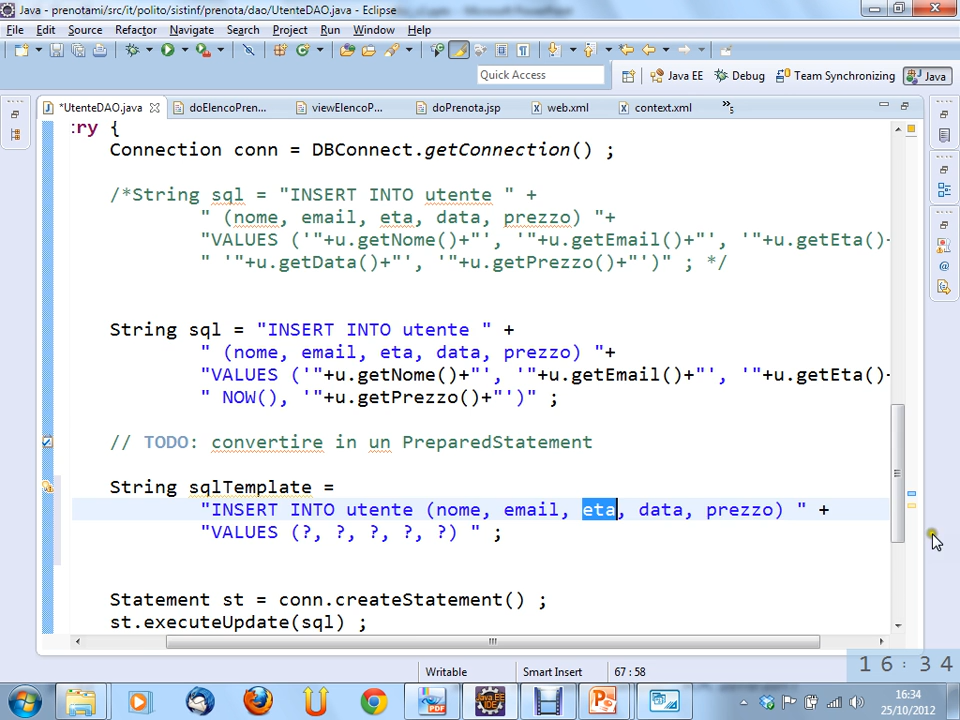 Java - prenotami/src/it/polito/sistinf/prenota/dao/UtenteDAO.java - Eclipse
File Edit Source Refactor Navigate Search Project Run Window Help
Quick Access Java EE Debug Team Synchronizing Java
*UtenteDAO.java doElencoPren... viewElencoP... doPrenota.jsp web.xml context.xml »5
:ry {
Connection conn = DBConnect.getConnection() ;
/*String sql = "INSERT INTO utente " +
" (nome, email, eta, data, prezzo) "+
"VALUES ('"+u.getNome()+"', '"+u.getEmail()+"', '"+u.getEta()+
" '"+u.getData()+"', '"+u.getPrezzo()+"')" ; */
String sql = "INSERT INTO utente " +
" (nome, email, eta, data, prezzo) "+
"VALUES ('"+u.getNome()+"', '"+u.getEmail()+"', '"+u.getEta()+
" NOW(), '"+u.getPrezzo()+"')" ;
// TODO: convertire in un PreparedStatement
String sqlTemplate =
"INSERT INTO utente (nome, email, eta, data, prezzo) " +
"VALUES (?, ?, ?, ?, ?) " ;
Statement st = conn.createStatement() ;
st.executeUpdate(sql) ;
Writable Smart Insert 67 : 58
16:34
16:34
25/10/2012